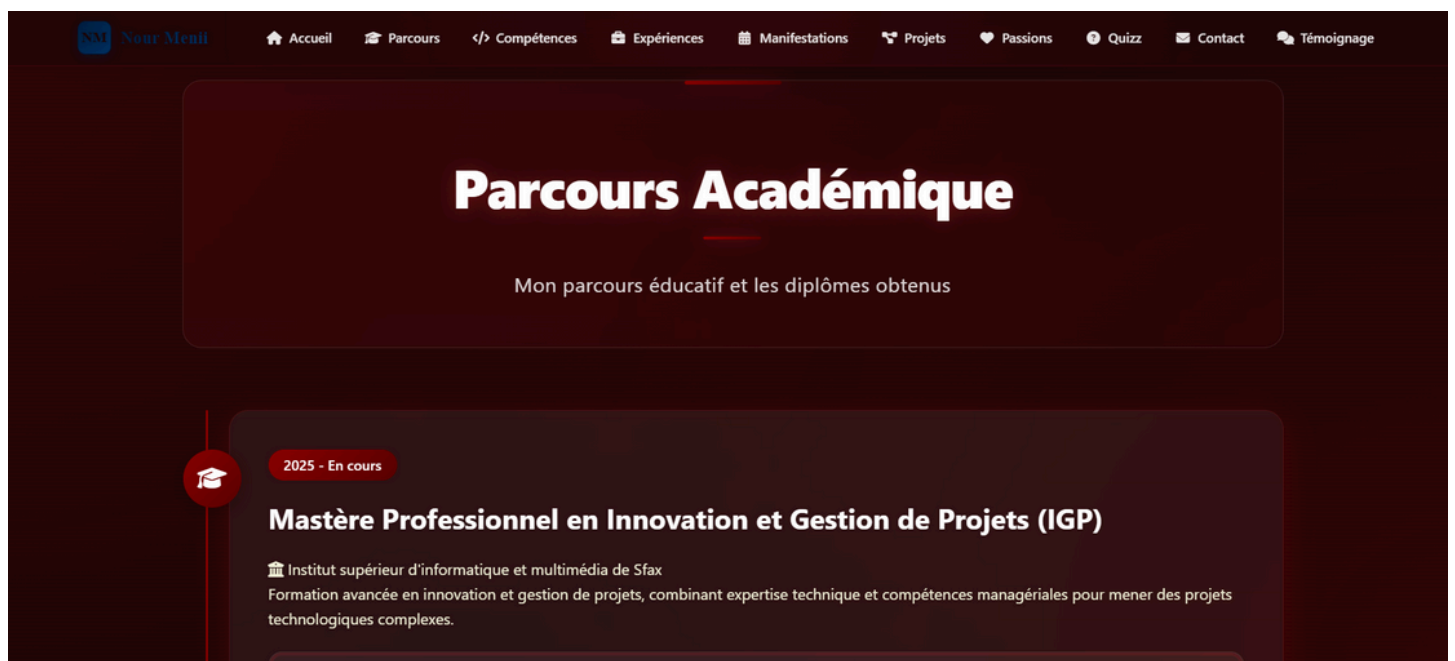 NM Nour Menii
Accueil Parcours </> Compétences Expériences Manifestations Projets Passions Quizz Contact Témoignage
Parcours Académique
Mon parcours éducatif et les diplômes obtenus
2025 - En cours
Mastère Professionnel en Innovation et Gestion de Projets (IGP)
Institut supérieur d'informatique et multimédia de Sfax
Formation avancée en innovation et gestion de projets, combinant expertise technique et compétences managériales pour mener des projets
technologiques complexes.